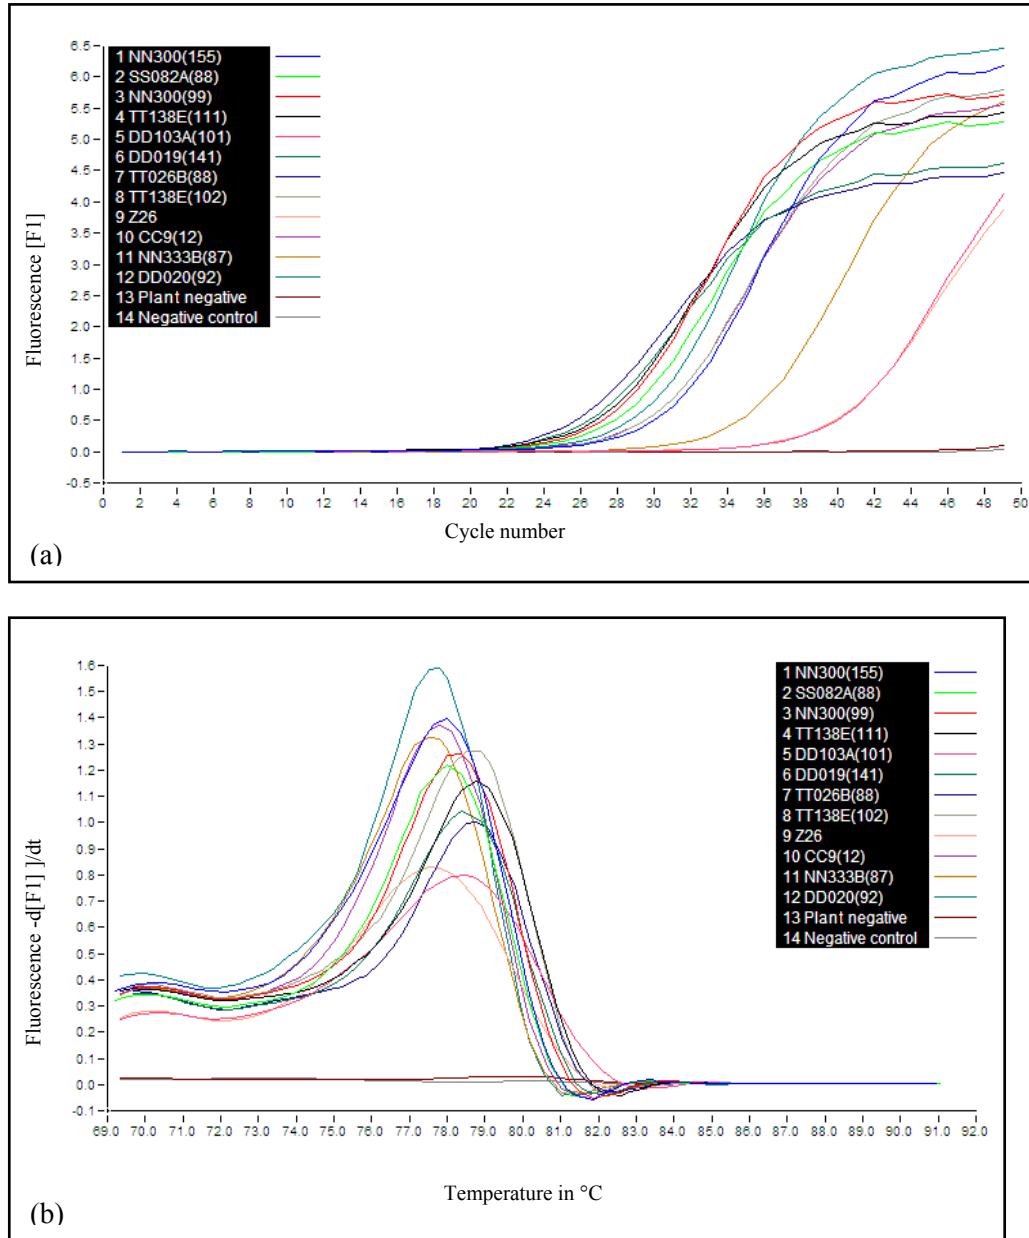 6.5
6.0
5.5
5.0
4.5
4.0
3.5
3.0
2.5
2.0
1.5
1.0
0.5
0.0
-0.5
Fluorescence [F1]
1 NN300(155)
2 SS082A(88)
3 NN300(99)
4 TT138E(111)
5 DD103A(101)
6 DD019(141)
7 TT026B(88)
8 TT138E(102)
9 Z26
10 CC9(12)
11 NN333B(87)
12 DD020(92)
13 Plant negative
14 Negative control
0 2 4 6 8 10 12 14 16 18 20 22 24 26 28 30 32 34 36 38 40 42 44 46 48 50
Cycle number
(a)
1.6
1.5
1.4
1.3
1.2
1.1
1.0
0.9
0.8
0.7
0.6
0.5
0.4
0.3
0.2
0.1
0.0
-0.1
Fluorescence -d[F1] ]/dt
1 NN300(155)
2 SS082A(88)
3 NN300(99)
4 TT138E(111)
5 DD103A(101)
6 DD019(141)
7 TT026B(88)
8 TT138E(102)
9 Z26
10 CC9(12)
11 NN333B(87)
12 DD020(92)
13 Plant negative
14 Negative control
69.0 70.0 71.0 72.0 73.0 74.0 75.0 76.0 77.0 78.0 79.0 80.0 81.0 82.0 83.0 84.0 85.0 86.0 87.0 88.0 89.0 90.0 91.0 92.0
Temperature in °C
(b)